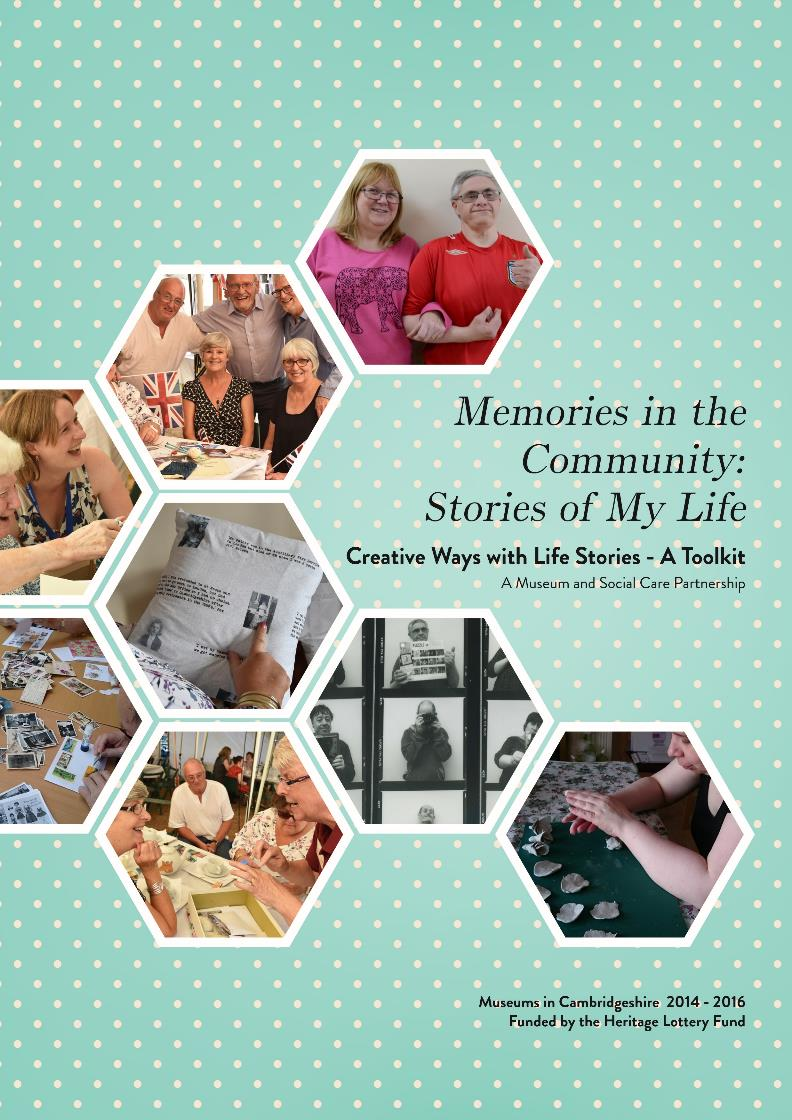 Memories in the
Community:
Stories of My Life
Creative Ways with Life Stories - A Toolkit
A Museum and Social Care Partnership
Museums in Cambridgeshire 2014 - 2016
Funded by the Heritage Lottery Fund